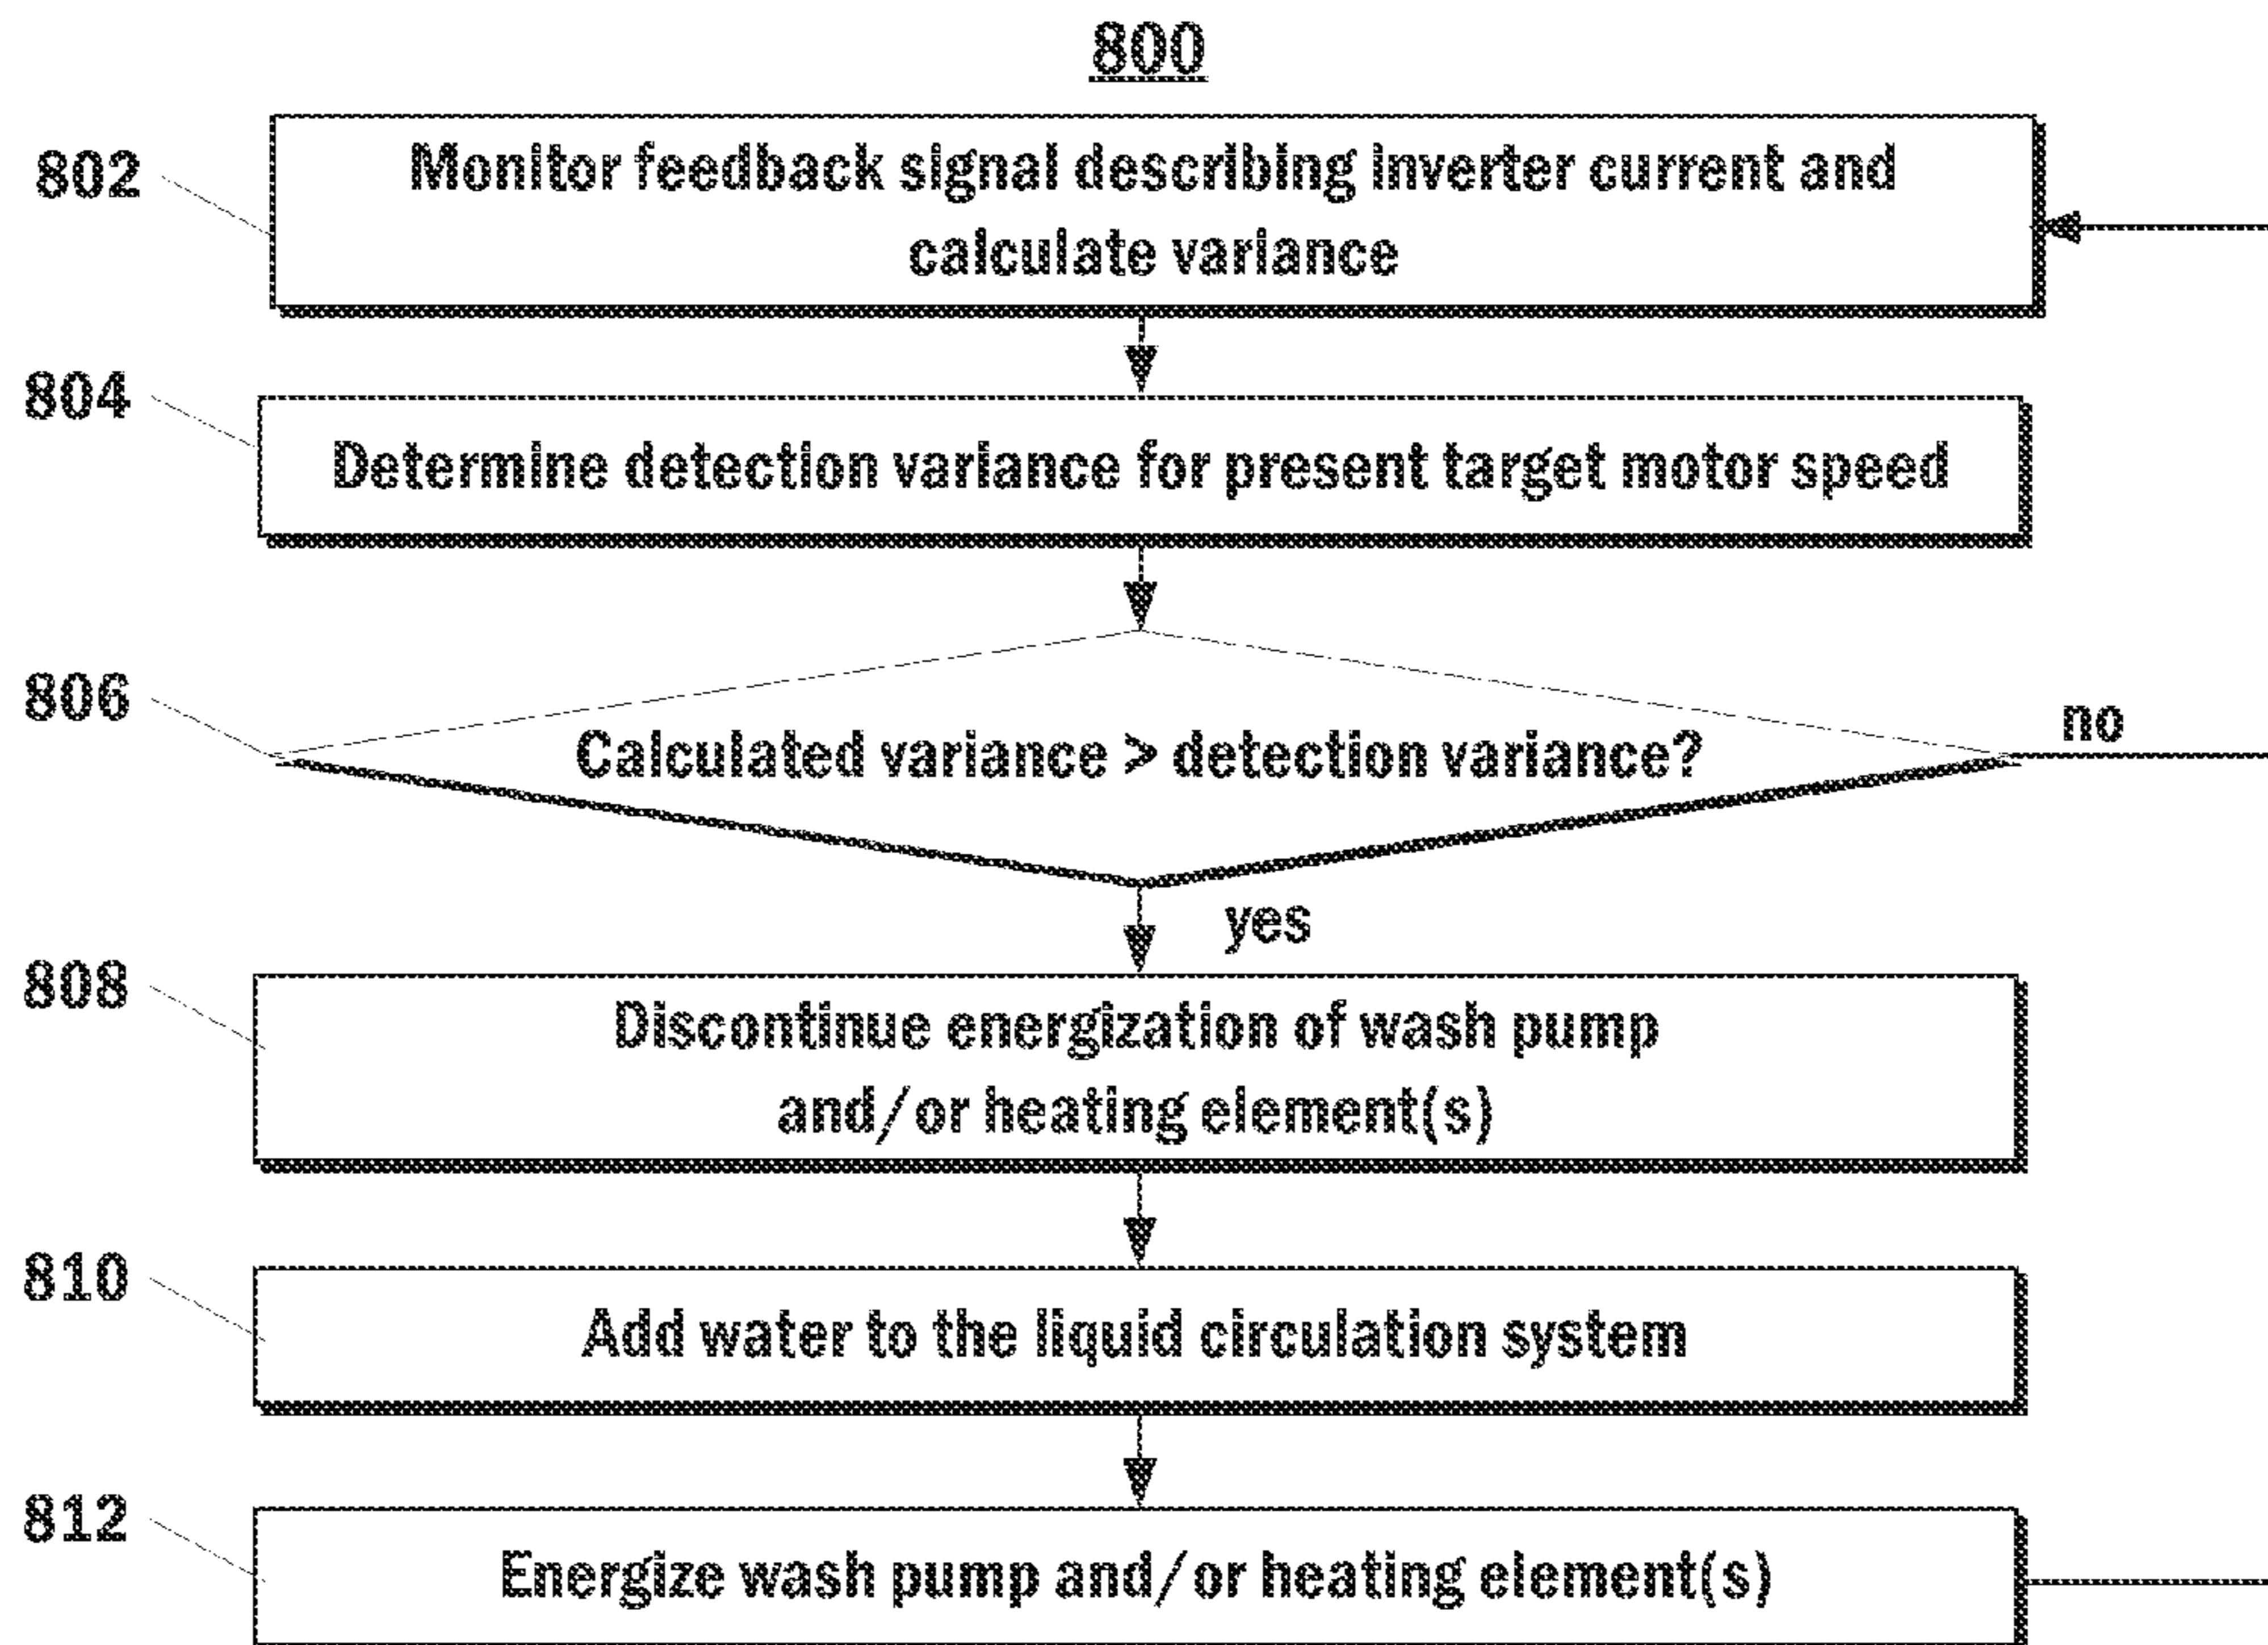 800
802
Monitor feedback signal describing inverter current and
calculate variance
804
Determine detection variance for present target motor speed
806
Calculated variance > detection variance?
no
yes
808
Discontinue energization of wash pump
and/or heating element(s)
810
Add water to the liquid circulation system
812
Energize wash pump and/or heating element(s)